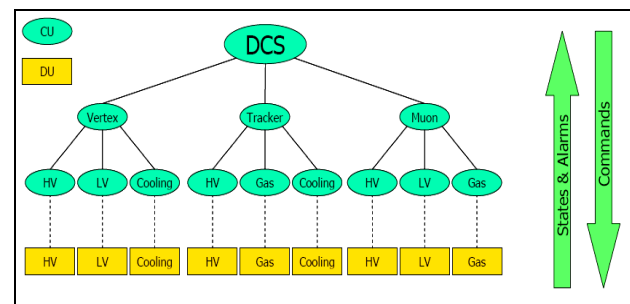 CU
DCS
DU
Vertex Tracker Muon
HV LV Cooling HV Gas Cooling HV LV Gas
HV LV Cooling HV Gas Cooling HV LV Gas
States & Alarms
Commands